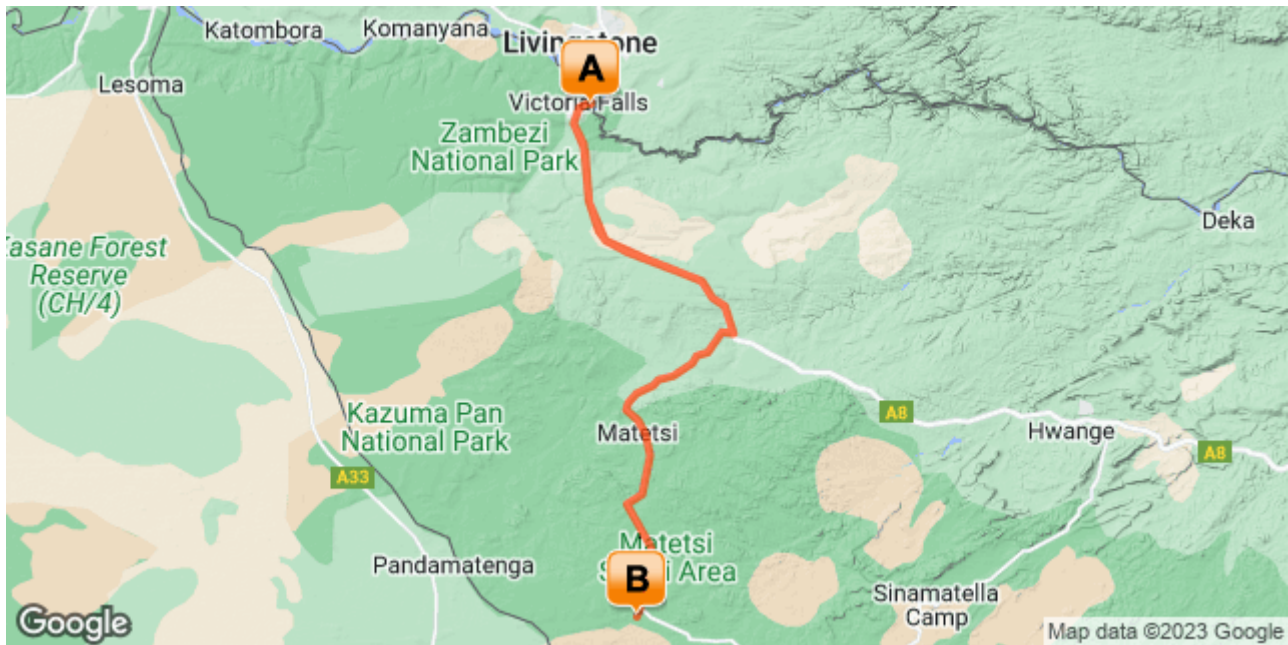 Katombora
Komanyana
Livingstone
A
Lesoma
Victoria Falls
Zambezi
National Park
Deka
Kasane Forest
Reserve
(CH/4)
Kazuma Pan
National Park
Matetsi
A8
Hwange
A8
A33
Pandamatenga
Matetsi
Area
B
Sinamatella
Camp
Google
Map data ©2023 Google